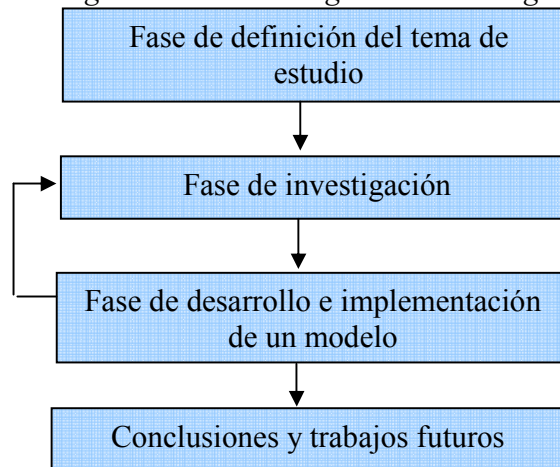 Fase de definición del tema de
estudio
Fase de investigación
Fase de desarrollo e implementación
de un modelo
Conclusiones y trabajos futuros